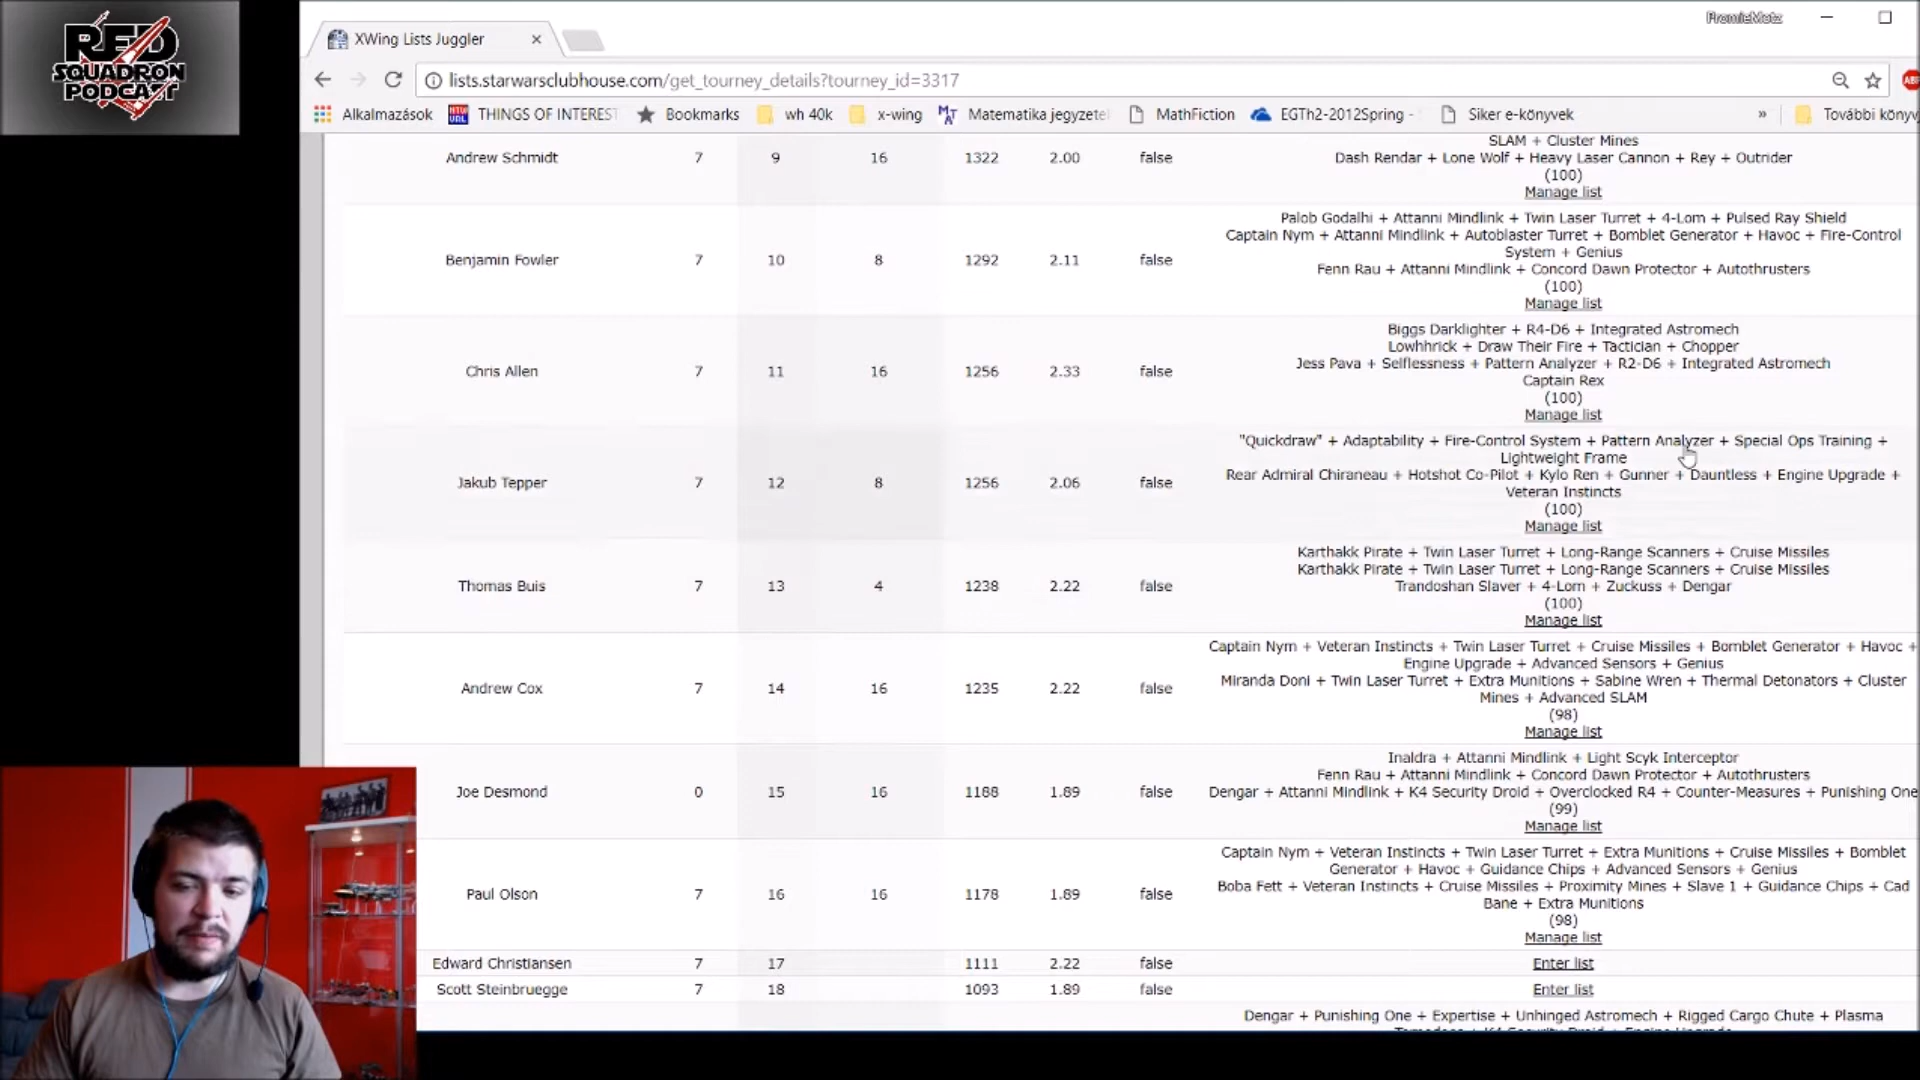 RED
SQUADRON
PODCAST
PromieMotz
XWing Lists Juggler
lists.starwarsclubhouse.com/get_tourney_details?tourney_id=3317
Alkalmazások THINGS OF INTEREST Bookmarks wh 40k x-wing Matematika jegyzetel MathFiction EGTh2-2012Spring - Siker e-könyvek » További könyv
SLAM + Cluster Mines
Andrew Schmidt 7 9 16 1322 2.00 false Dash Rendar + Lone Wolf + Heavy Laser Cannon + Rey + Outrider
(100)
Manage list
Palob Godalhi + Attanni Mindlink + Twin Laser Turret + 4-Lom + Pulsed Ray Shield
Captain Nym + Attanni Mindlink + Autoblaster Turret + Bomblet Generator + Havoc + Fire-Control
Benjamin Fowler 7 10 8 1292 2.11 false System + Genius
Fenn Rau + Attanni Mindlink + Concord Dawn Protector + Autothrusters
(100)
Manage list
Biggs Darklighter + R4-D6 + Integrated Astromech
Lowhhrick + Draw Their Fire + Tactician + Chopper
Chris Allen 7 11 16 1256 2.33 false Jess Pava + Selflessness + Pattern Analyzer + R2-D6 + Integrated Astromech
Captain Rex
(100)
Manage list
"Quickdraw" + Adaptability + Fire-Control System + Pattern Analyzer + Special Ops Training +
Lightweight Frame
Jakub Tepper 7 12 8 1256 2.06 false Rear Admiral Chiraneau + Hotshot Co-Pilot + Kylo Ren + Gunner + Dauntless + Engine Upgrade +
Veteran Instincts
(100)
Manage list
Karthakk Pirate + Twin Laser Turret + Long-Range Scanners + Cruise Missiles
Karthakk Pirate + Twin Laser Turret + Long-Range Scanners + Cruise Missiles
Thomas Buis 7 13 4 1238 2.22 false Trandoshan Slaver + 4-Lom + Zuckuss + Dengar
(100)
Manage list
Captain Nym + Veteran Instincts + Twin Laser Turret + Cruise Missiles + Bomblet Generator + Havoc +
Engine Upgrade + Advanced Sensors + Genius
Andrew Cox 7 14 16 1235 2.22 false Miranda Doni + Twin Laser Turret + Extra Munitions + Sabine Wren + Thermal Detonators + Cluster
Mines + Advanced SLAM
(98)
Manage list
Inaldra + Attanni Mindlink + Light Scyk Interceptor
Fenn Rau + Attanni Mindlink + Concord Dawn Protector + Autothrusters
Joe Desmond 0 15 16 1188 1.89 false Dengar + Attanni Mindlink + K4 Security Droid + Overclocked R4 + Counter-Measures + Punishing One
(99)
Manage list
Captain Nym + Veteran Instincts + Twin Laser Turret + Extra Munitions + Cruise Missiles + Bomblet
Generator + Havoc + Guidance Chips + Advanced Sensors + Genius
Paul Olson 7 16 16 1178 1.89 false Boba Fett + Veteran Instincts + Cruise Missiles + Proximity Mines + Slave 1 + Guidance Chips + Cad
Bane + Extra Munitions
(98)
Manage list
Edward Christiansen 7 17 1111 2.22 false Enter list
Scott Steinbruegge 7 18 1093 1.89 false Enter list
Dengar + Punishing One + Expertise + Unhinged Astromech + Rigged Cargo Chute + Plasma